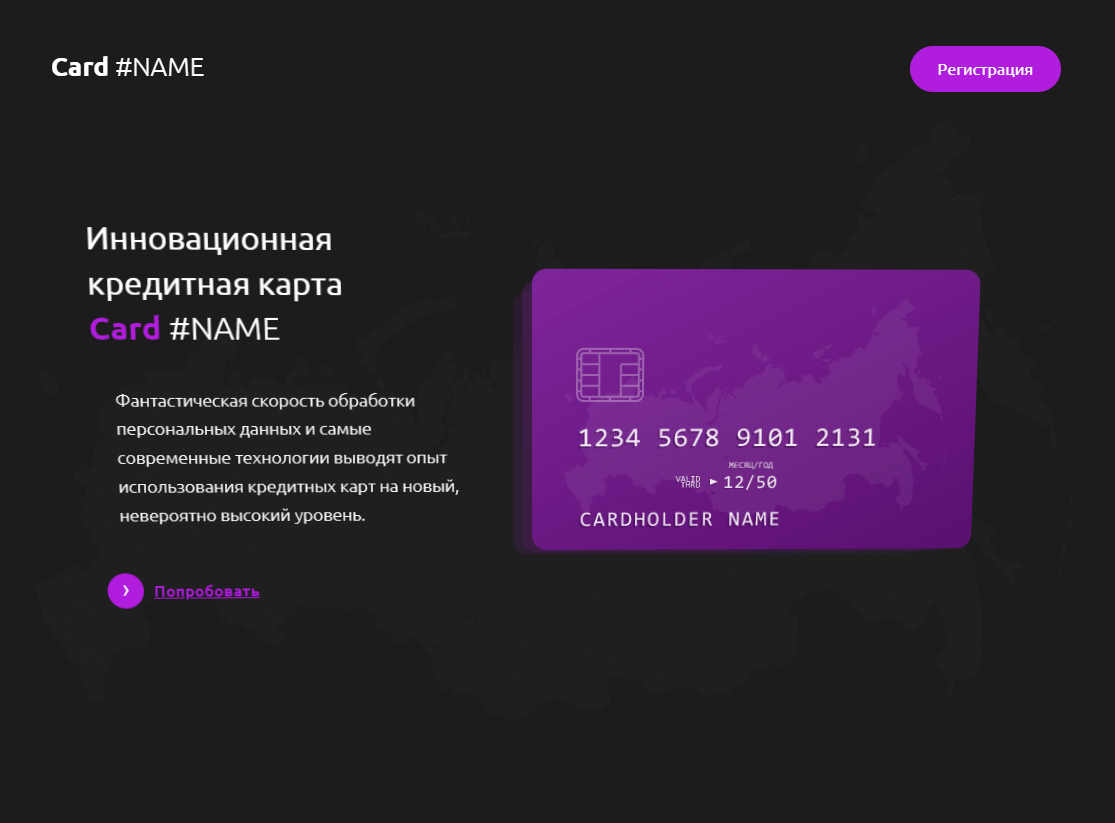 Card #NAME
Регистрация
Инновационная
кредитная карта
Card #NAME
Фантастическая скорость обработки
персональных данных и самые
современные технологии выводят опыт
использования кредитных карт на новый,
невероятно высокий уровень.
Попробовать
1234 5678 9101 2131
МЕСЯЦ/ГОД
VALID
THRU
12/50
CARDHOLDER NAME